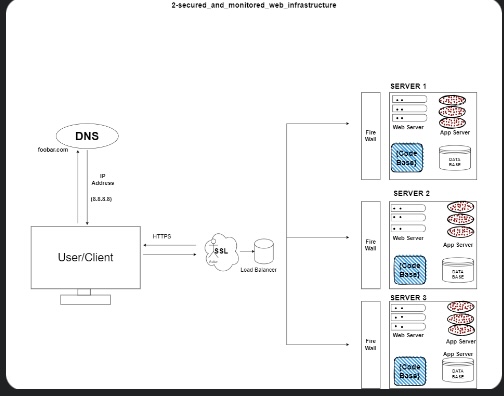 2-secured_and_monitored_web_infrastructure
DNS
foobar.com
IP
Address
(8.8.8.8)
User/Client
HTTPS
SSL
Load Balancer
SERVER 1
Fire
Wall
Web Server
App Server
[Code
Base]
DATA
BASE
SERVER 2
Fire
Wall
Web Server
App Server
[Code
Base]
DATA
BASE
SERVER 3
Fire
Wall
Web Server
App Server
App Server
[Code
Base]
DATA
BASE